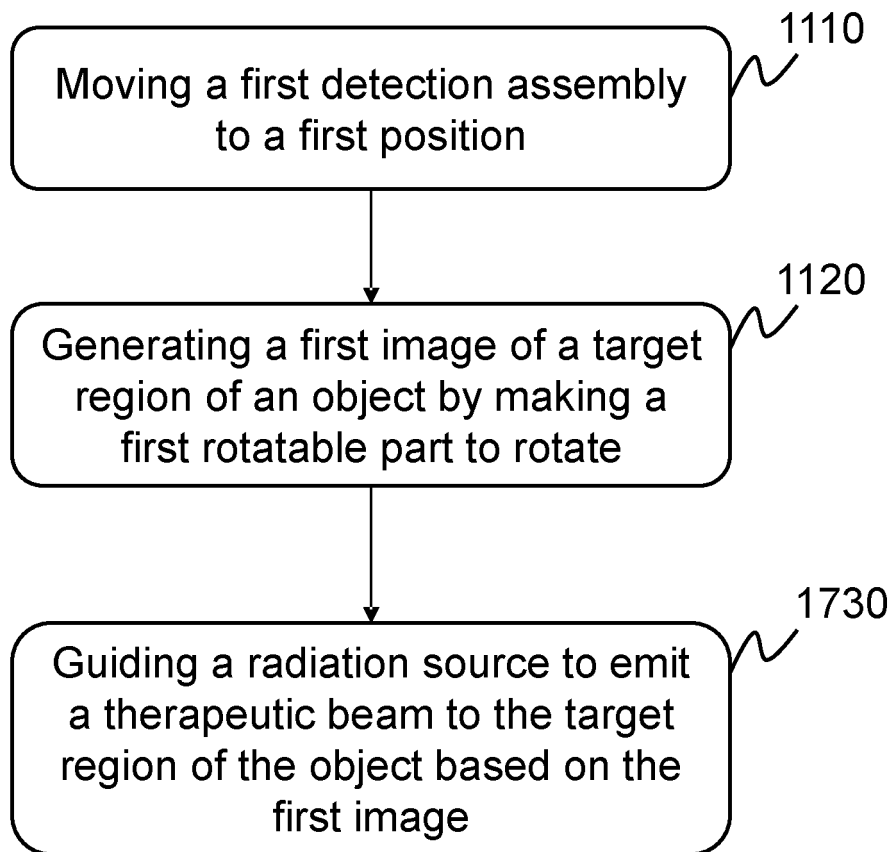 1110
Moving a first detection assembly
to a first position
1120
Generating a first image of a target
region of an object by making a
first rotatable part to rotate
1730
Guiding a radiation source to emit
a therapeutic beam to the target
region of the object based on the
first image